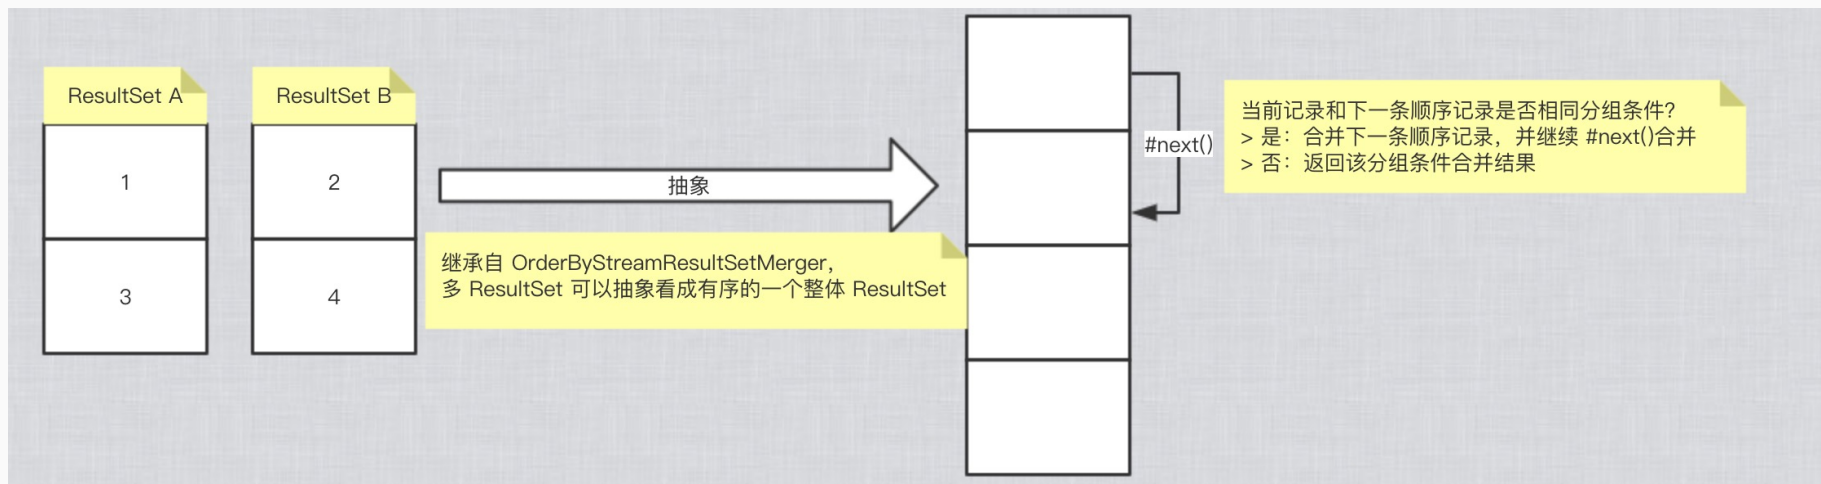 ResultSet A
ResultSet B
1
2
3
4
抽象
继承自 OrderByStreamResultSetMerger,
多 ResultSet 可以抽象看成有序的一个整体 ResultSet
#next()
当前记录和下一条顺序记录是否相同分组条件?
> 是：合并下一条顺序记录，并继续 #next()合并
> 否：返回该分组条件合并结果